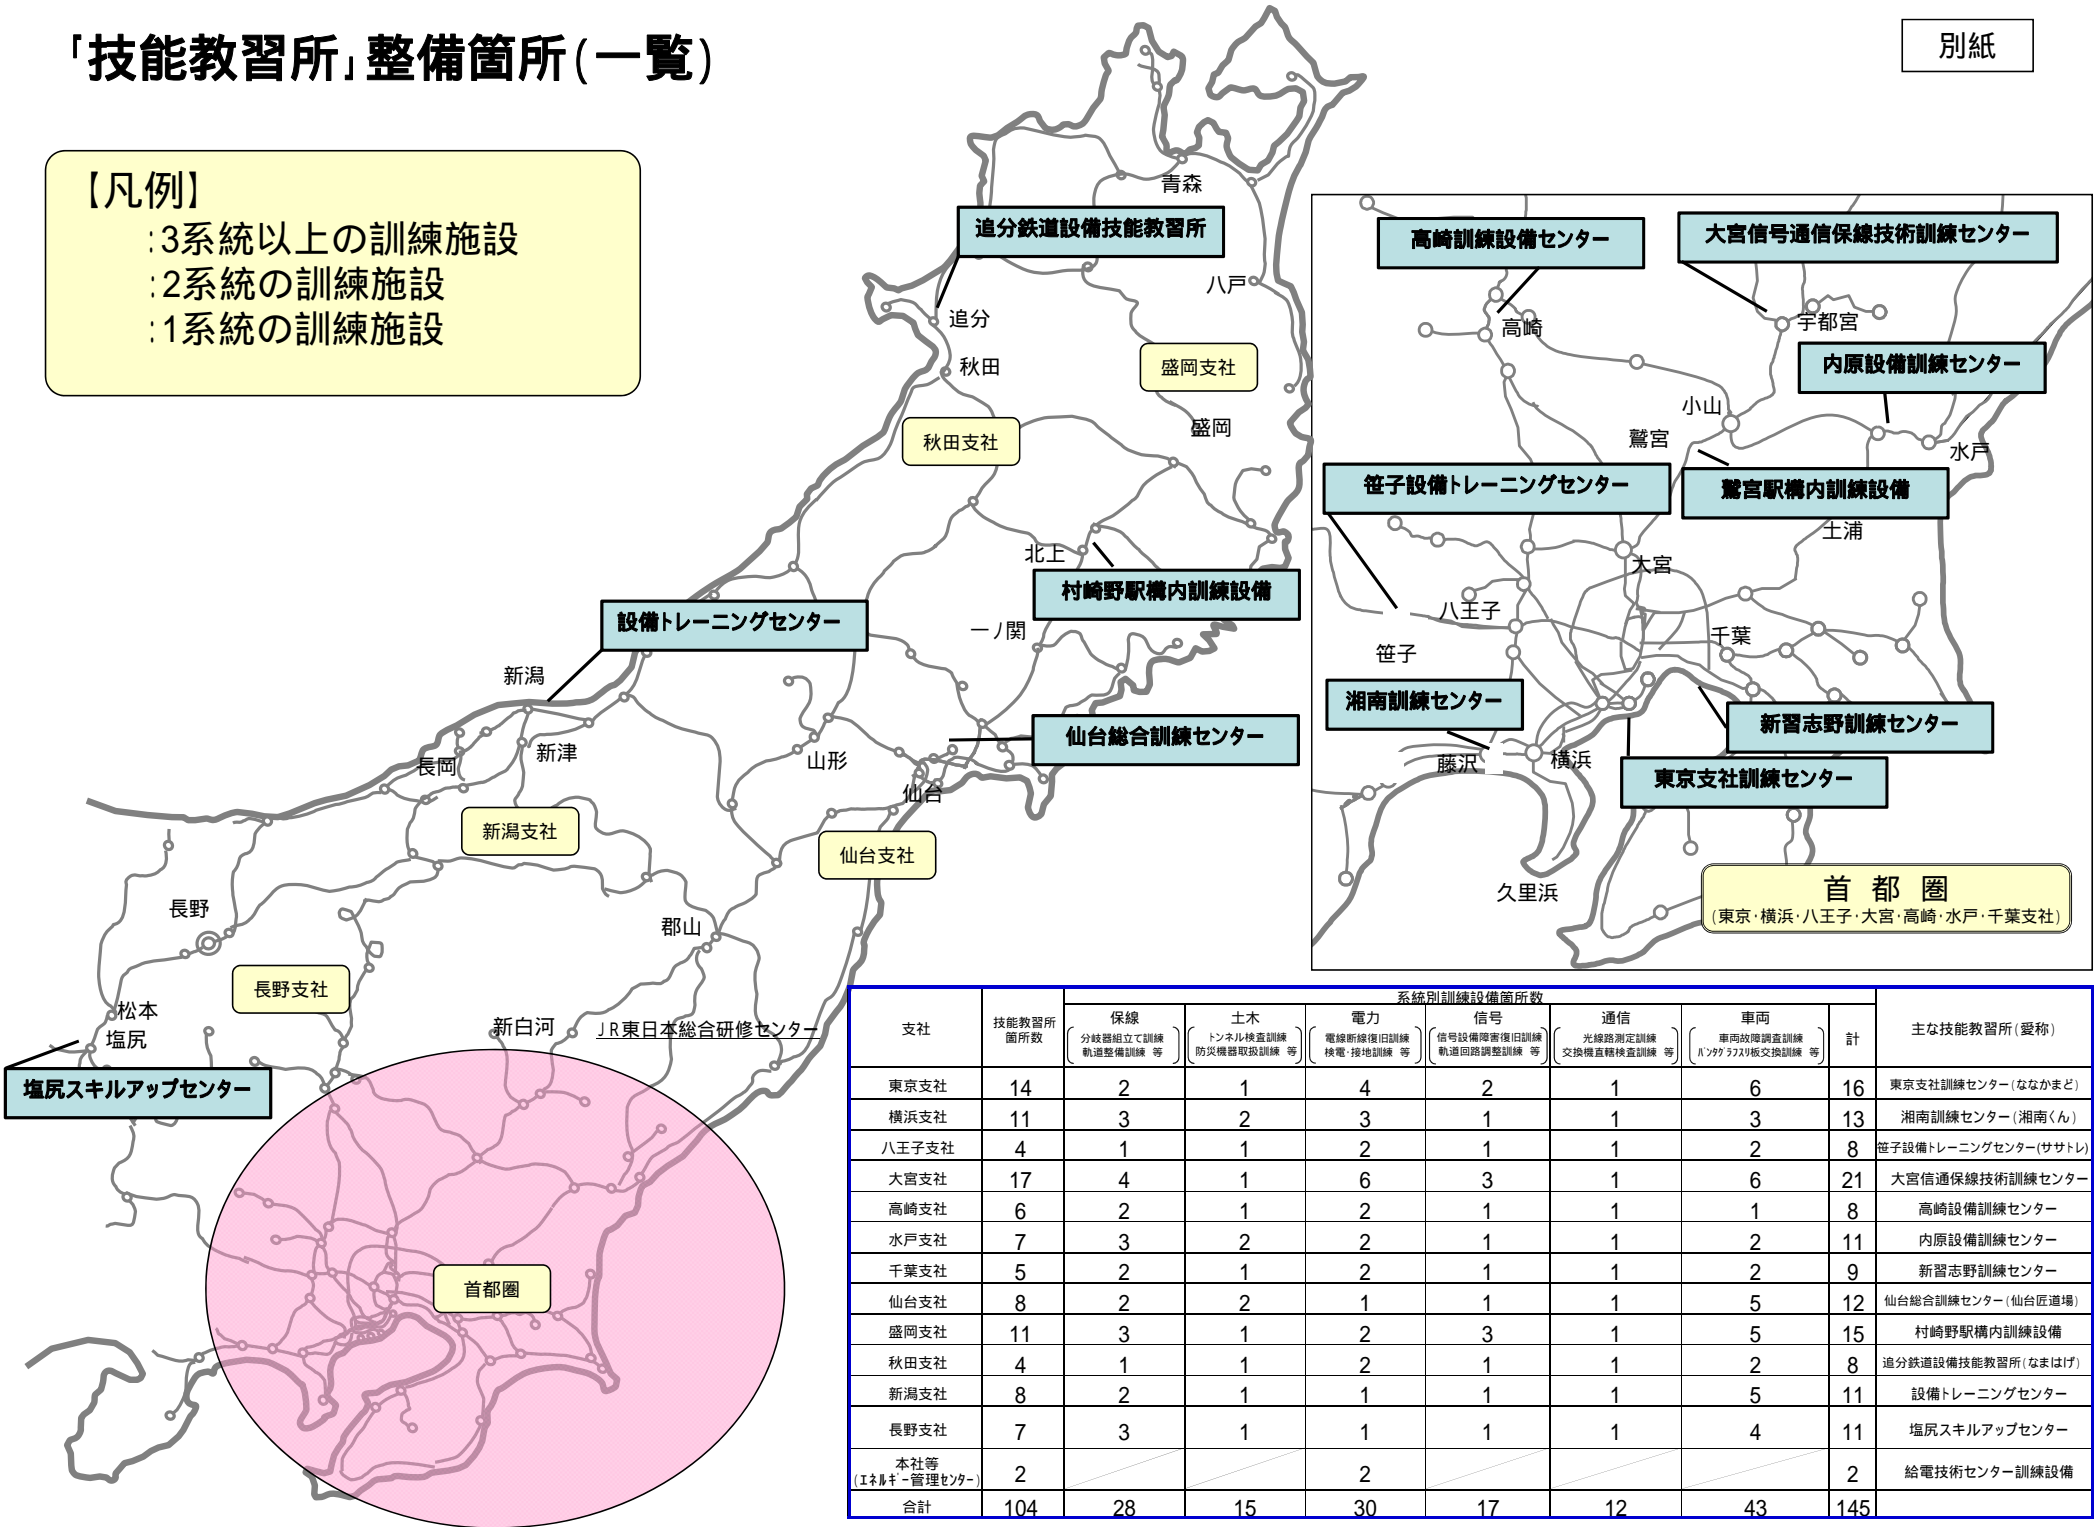 「技能教習所」整備箇所(一覧)
別紙
【凡例】
:3系統以上の訓練施設
:2系統の訓練施設
:1系統の訓練施設
青森
追分鉄道設備技能教習所
八戸
追分
秋田
盛岡支社
盛岡
秋田支社
北上
村崎野駅構内訓練設備
設備トレーニングセンター
一ノ関
新潟
仙台総合訓練センター
新津
長岡
山形
仙台
新潟支社
仙台支社
長野
郡山
長野支社
松本
塩尻
新白河
JR東日本総合研修センター
塩尻スキルアップセンター
首都圏
高崎訓練設備センター
大宮信号通信保線技術訓練センター
高崎
宇都宮
内原設備訓練センター
小山
鷲宮
水戸
笹子設備トレーニングセンター
鷲宮駅構内訓練設備
土浦
大宮
八王子
千葉
笹子
湘南訓練センター
新習志野訓練センター
藤沢
横浜
東京支社訓練センター
久里浜
首都圏
(東京・横浜・八王子・大宮・高崎・水戸・千葉支社)
支社 技能教習所箇所数 系統別訓練設備箇所数 主な技能教習所(愛称)
保線 土木 電力 信号 通信 車両 計
分岐器組立て訓練 トンネル検査訓練 電線断線復旧訓練 信号設備障害復旧訓練 光線路測定訓練 車両故障調査訓練
軌道整備訓練 等 防災機器取扱訓練 等 検電・接地訓練 等 軌道回路調整訓練 等 交換機直轄検査訓練 等 パンタグラフスリ板交換訓練 等
東京支社 14 2 1 4 2 1 6 16 東京支社訓練センター(ななかまど)
横浜支社 11 3 2 3 1 1 3 13 湘南訓練センター(湘南くん)
八王子支社 4 1 1 2 1 1 2 8 笹子設備トレーニングセンター(ササトレ)
大宮支社 17 4 1 6 3 1 6 21 大宮信通保線技術訓練センター
高崎支社 6 2 1 2 1 1 1 8 高崎設備訓練センター
水戸支社 7 3 2 2 1 1 2 11 内原設備訓練センター
千葉支社 5 2 1 2 1 1 2 9 新習志野訓練センター
仙台支社 8 2 2 1 1 1 5 12 仙台総合訓練センター(仙台匠道場)
盛岡支社 11 3 1 2 3 1 5 15 村崎野駅構内訓練設備
秋田支社 4 1 1 2 1 1 2 8 追分鉄道設備技能教習所(なまはげ)
新潟支社 8 2 1 1 1 1 5 11 設備トレーニングセンター
長野支社 7 3 1 1 1 1 4 11 塩尻スキルアップセンター
本社等(エネルギー管理センター) 2 2 2 給電技術センター訓練設備
合計 104 28 15 30 17 12 43 145